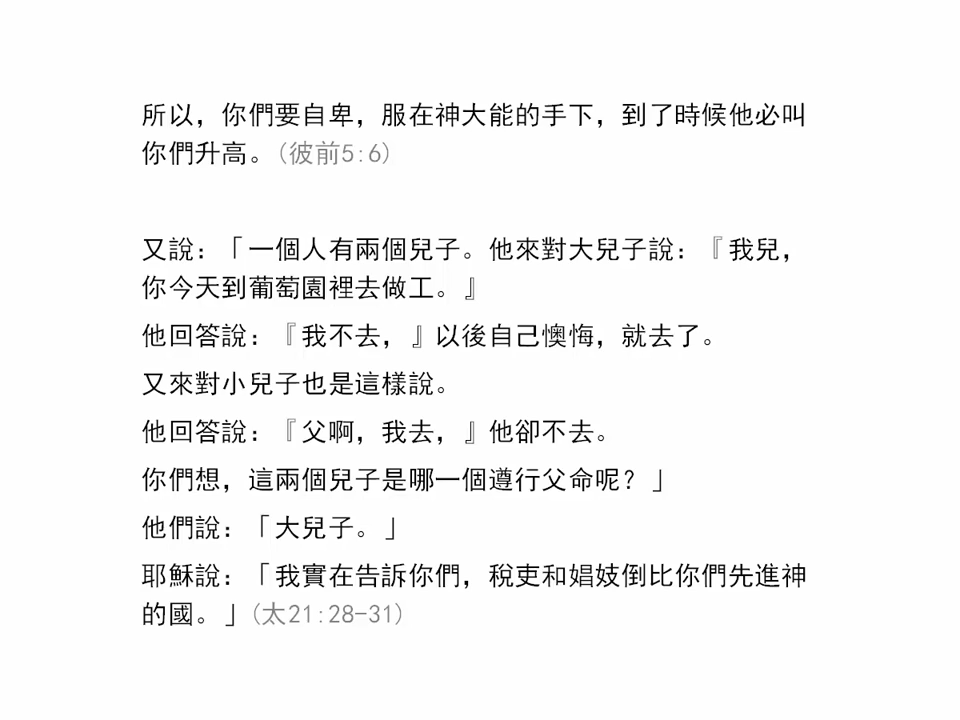 所以，你們要自卑，服在神大能的手下，到了時候他必叫
你們升高。(彼前5:6)
又說：「一個人有兩個兒子。他來對大兒子說：『我兒，
你今天到葡萄園裡去做工。』
他回答說：『我不去，』以後自己懊悔，就去了。
又來對小兒子也是這樣說。
他回答說：『父啊，我去，』他卻不去。
你們想，這兩個兒子是哪一個遵行父命呢？」
他們說：「大兒子。」
耶穌說：「我實在告訴你們，稅吏和娼妓倒比你們先進神
的國。」(太21:28-31)